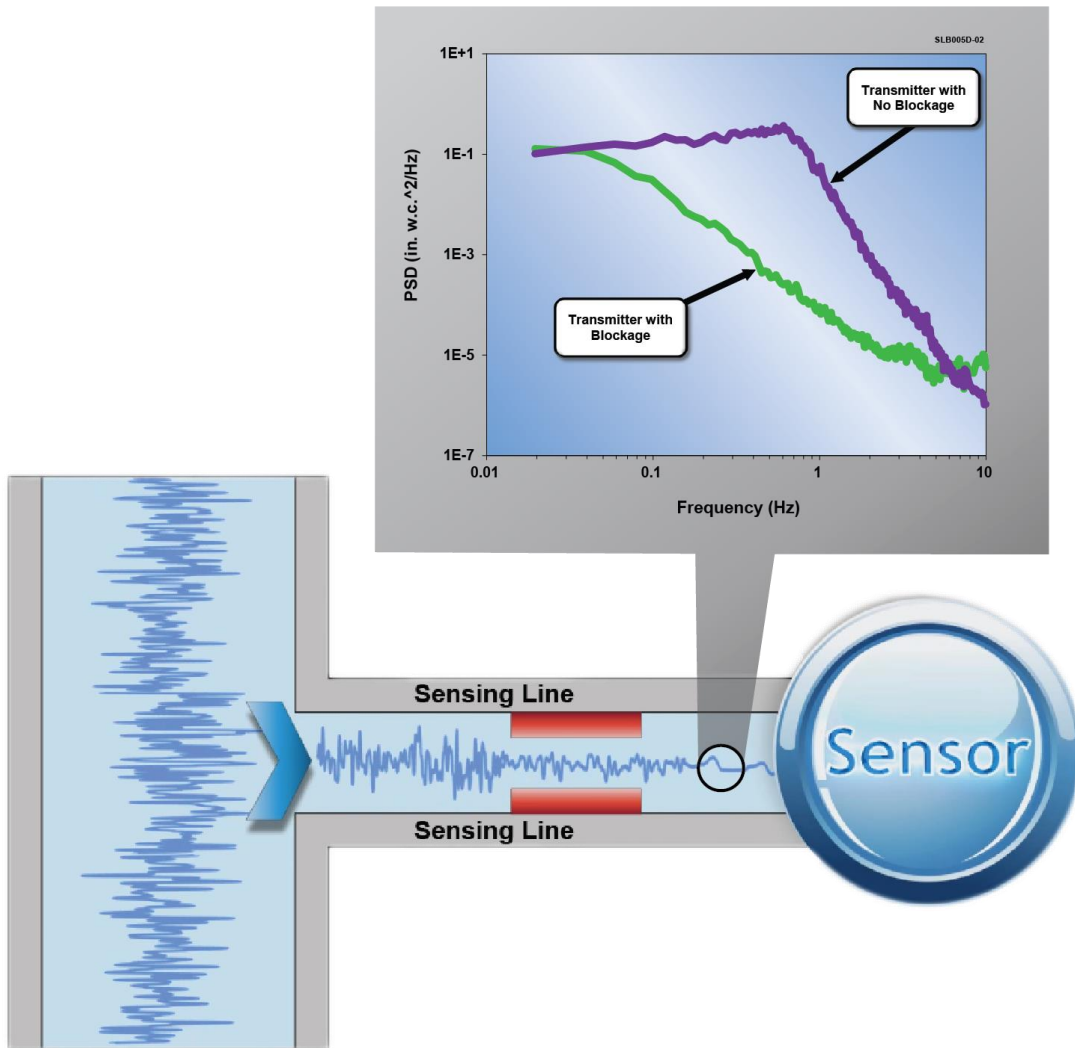 SLB005D-02
1E+1
Transmitter with
No Blockage
1E-1
PSD (in. w.c.^2/Hz)
1E-3
Transmitter with
Blockage
1E-5
1E-7
0.01 0.1 1 10
Frequency (Hz)
Sensing Line
Sensor
Sensing Line